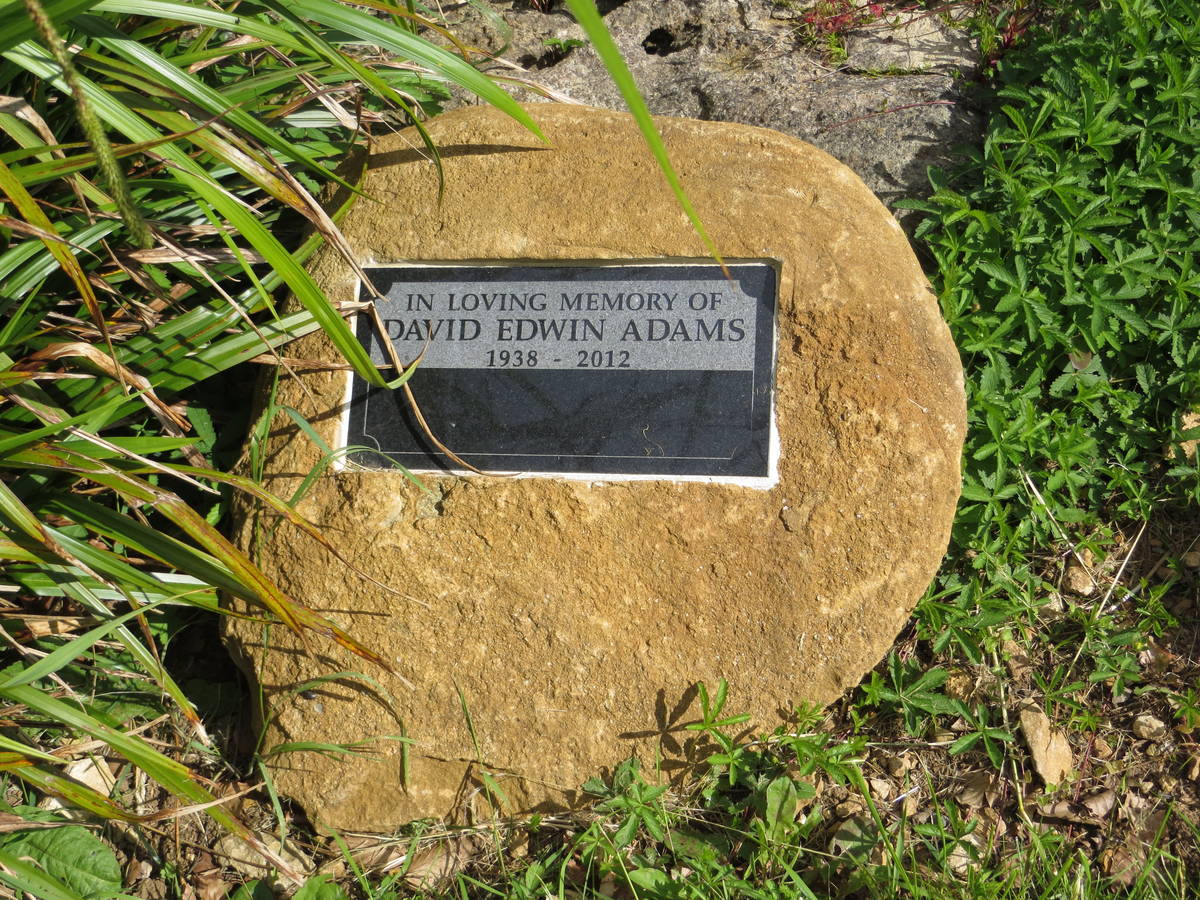 IN LOVING MEMORY OF
DAVID EDWIN ADAMS
1938 - 2012